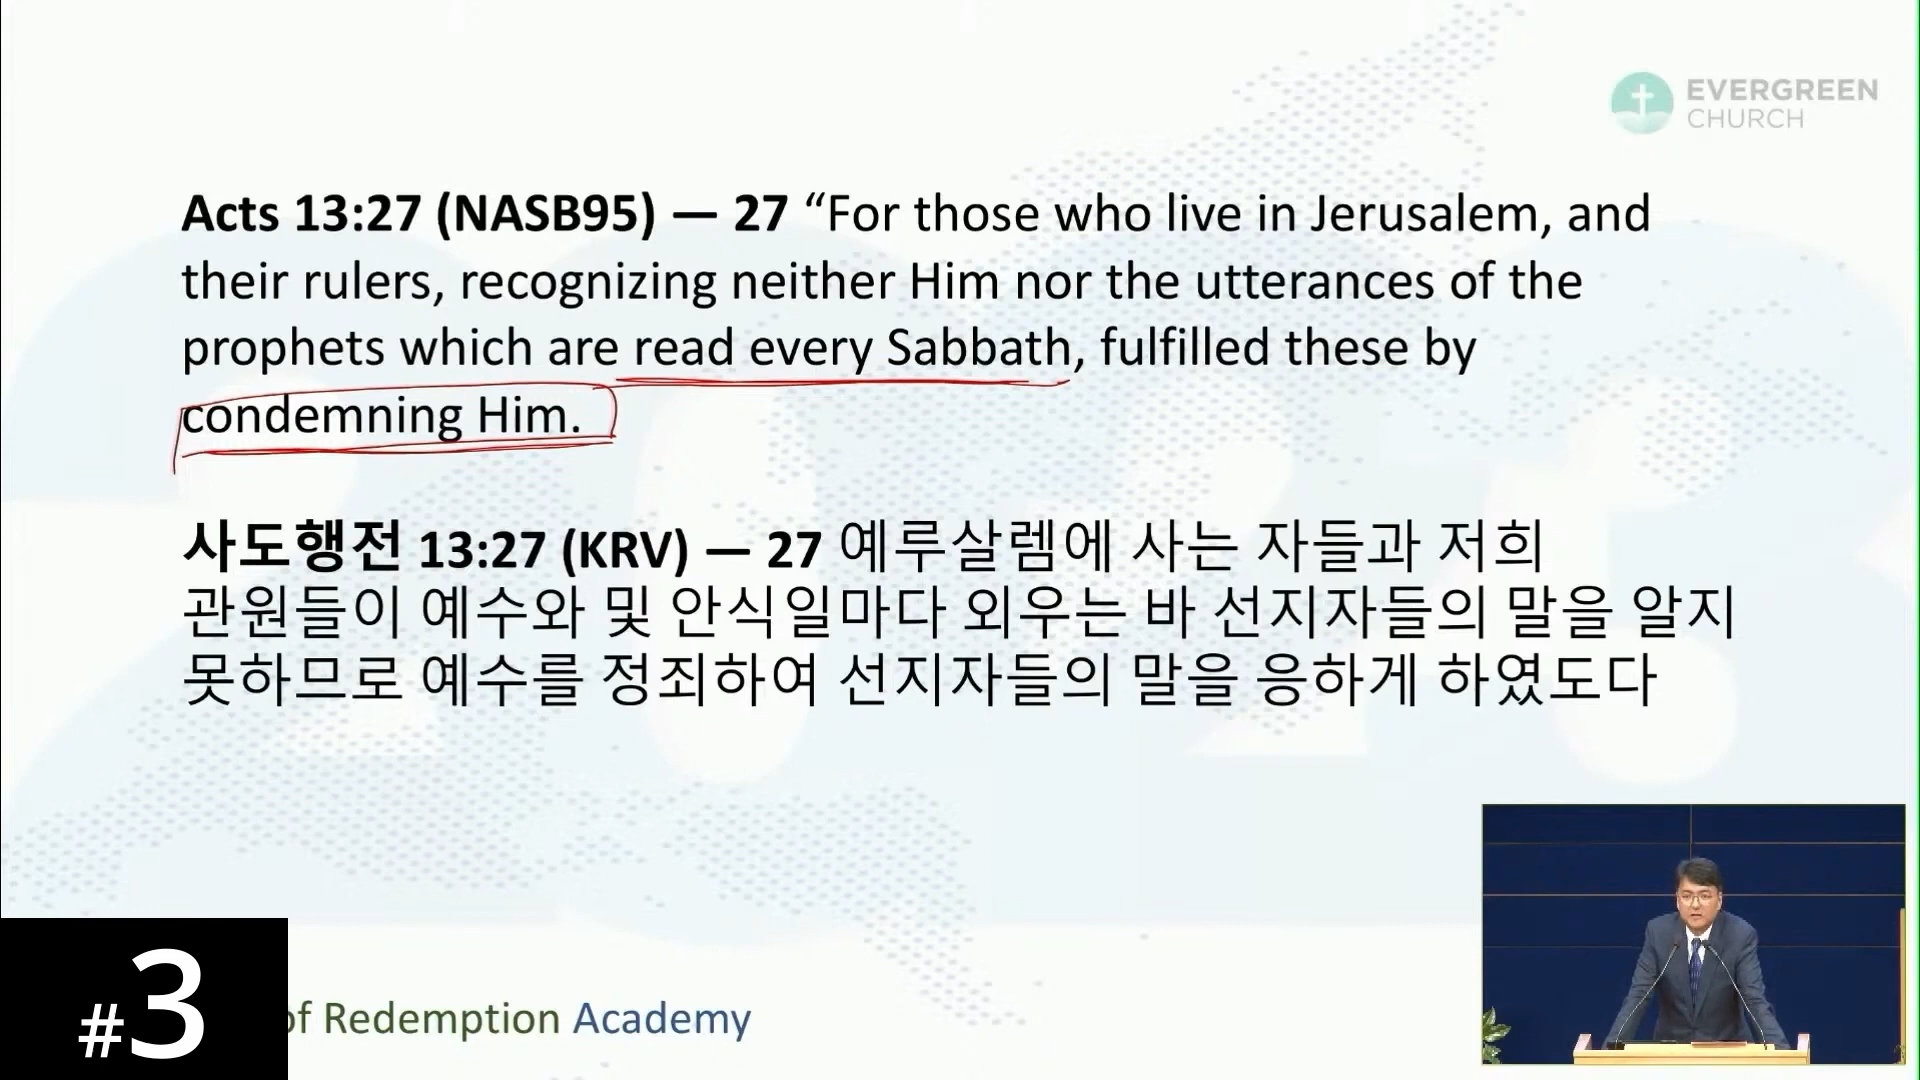 EVERGREEN
CHURCH
Acts 13:27 (NASB95) — 27 “For those who live in Jerusalem, and
their rulers, recognizing neither Him nor the utterances of the
prophets which are read every Sabbath, fulfilled these by
condemning Him.
사도행전 13:27 (KRV) — 27 예루살렘에 사는 자들과 저희
관원들이 예수와 및 안식일마다 외우는 바 선지자들의 말을 알지
못하므로 예수를 정죄하여 선지자들의 말을 응하게 하였도다
#3
of Redemption Academy